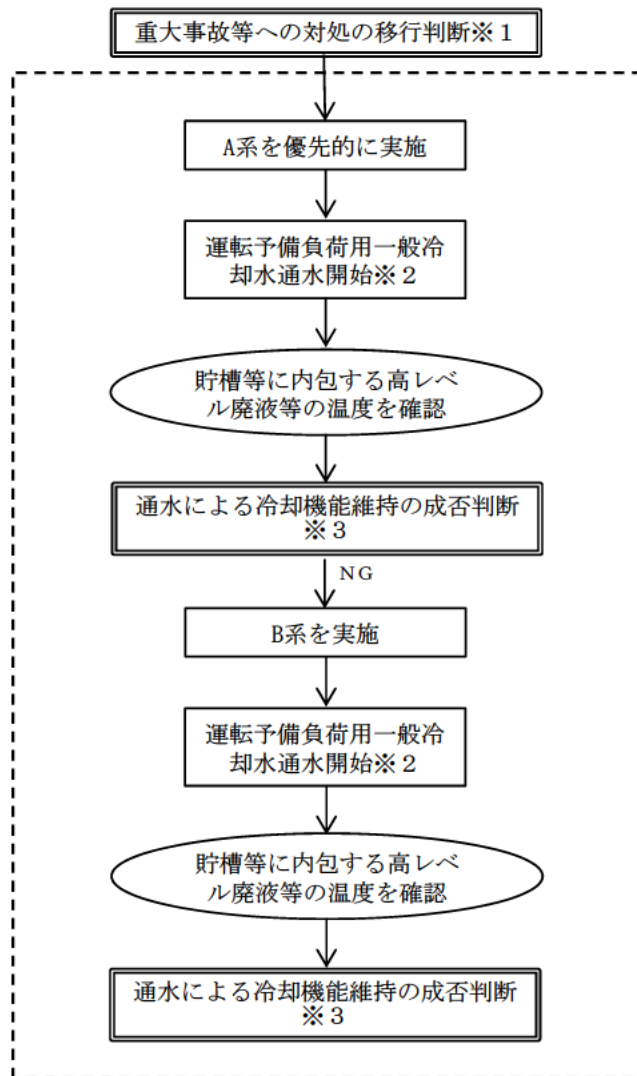 重大事故等への対処の移行判断※1
A系を優先的に実施
運転予備負荷用一般冷
却水通水開始※2
貯槽等に内包する高レベ
ル廃液等の温度を確認
通水による冷却機能維持の成否判断
※3
NG
B系を実施
運転予備負荷用一般冷
却水通水開始※2
貯槽等に内包する高レベ
ル廃液等の温度を確認
通水による冷却機能維持の成否判断
※3